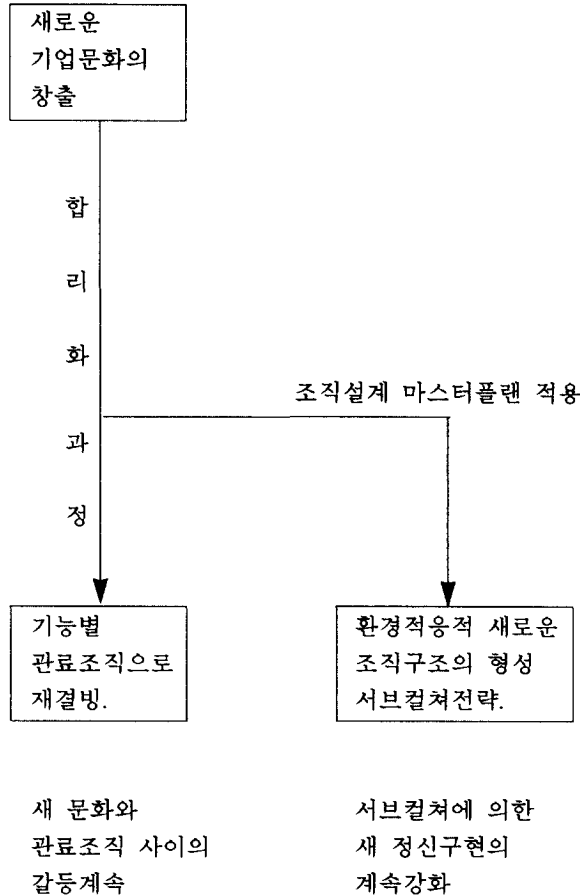 새로운
기업문화의
창출
합
리
화
과
정
조직설계 마스터플랜 적용
기능별
관료조직으로
재결빙.
환경적응적 새로운
조직구조의 형성
서브컬쳐전략.
새 문화와
관료조직 사이의
갈등계속
서브컬쳐에 의한
새 정신구현의
계속강화